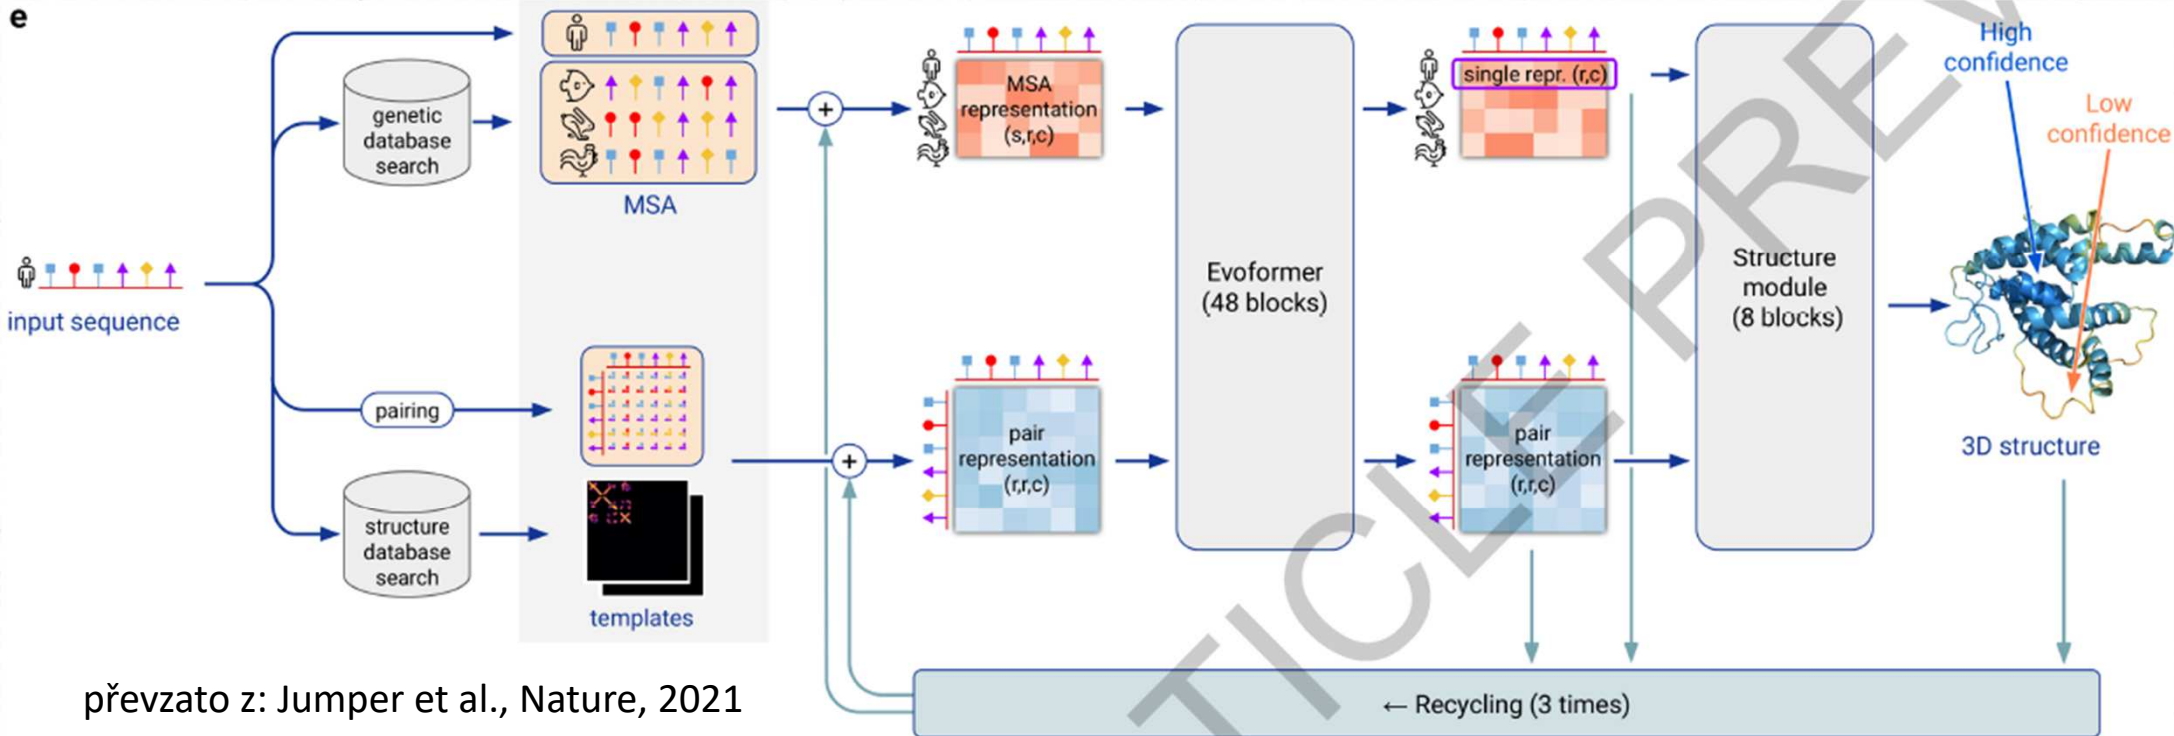 e
input sequence
genetic
database
search
pairing
structure
database
search
MSA
templates
+
+
MSA
representation
(s,r,c)
pair
representation
(r,r,c)
Evoformer
(48 blocks)
single repr. (r,c)
pair
representation
(r,r,c)
Structure
module
(8 blocks)
High
confidence
Low
confidence
3D structure
← Recycling (3 times)
převzato z: Jumper et al., Nature, 2021
TICLE PREV